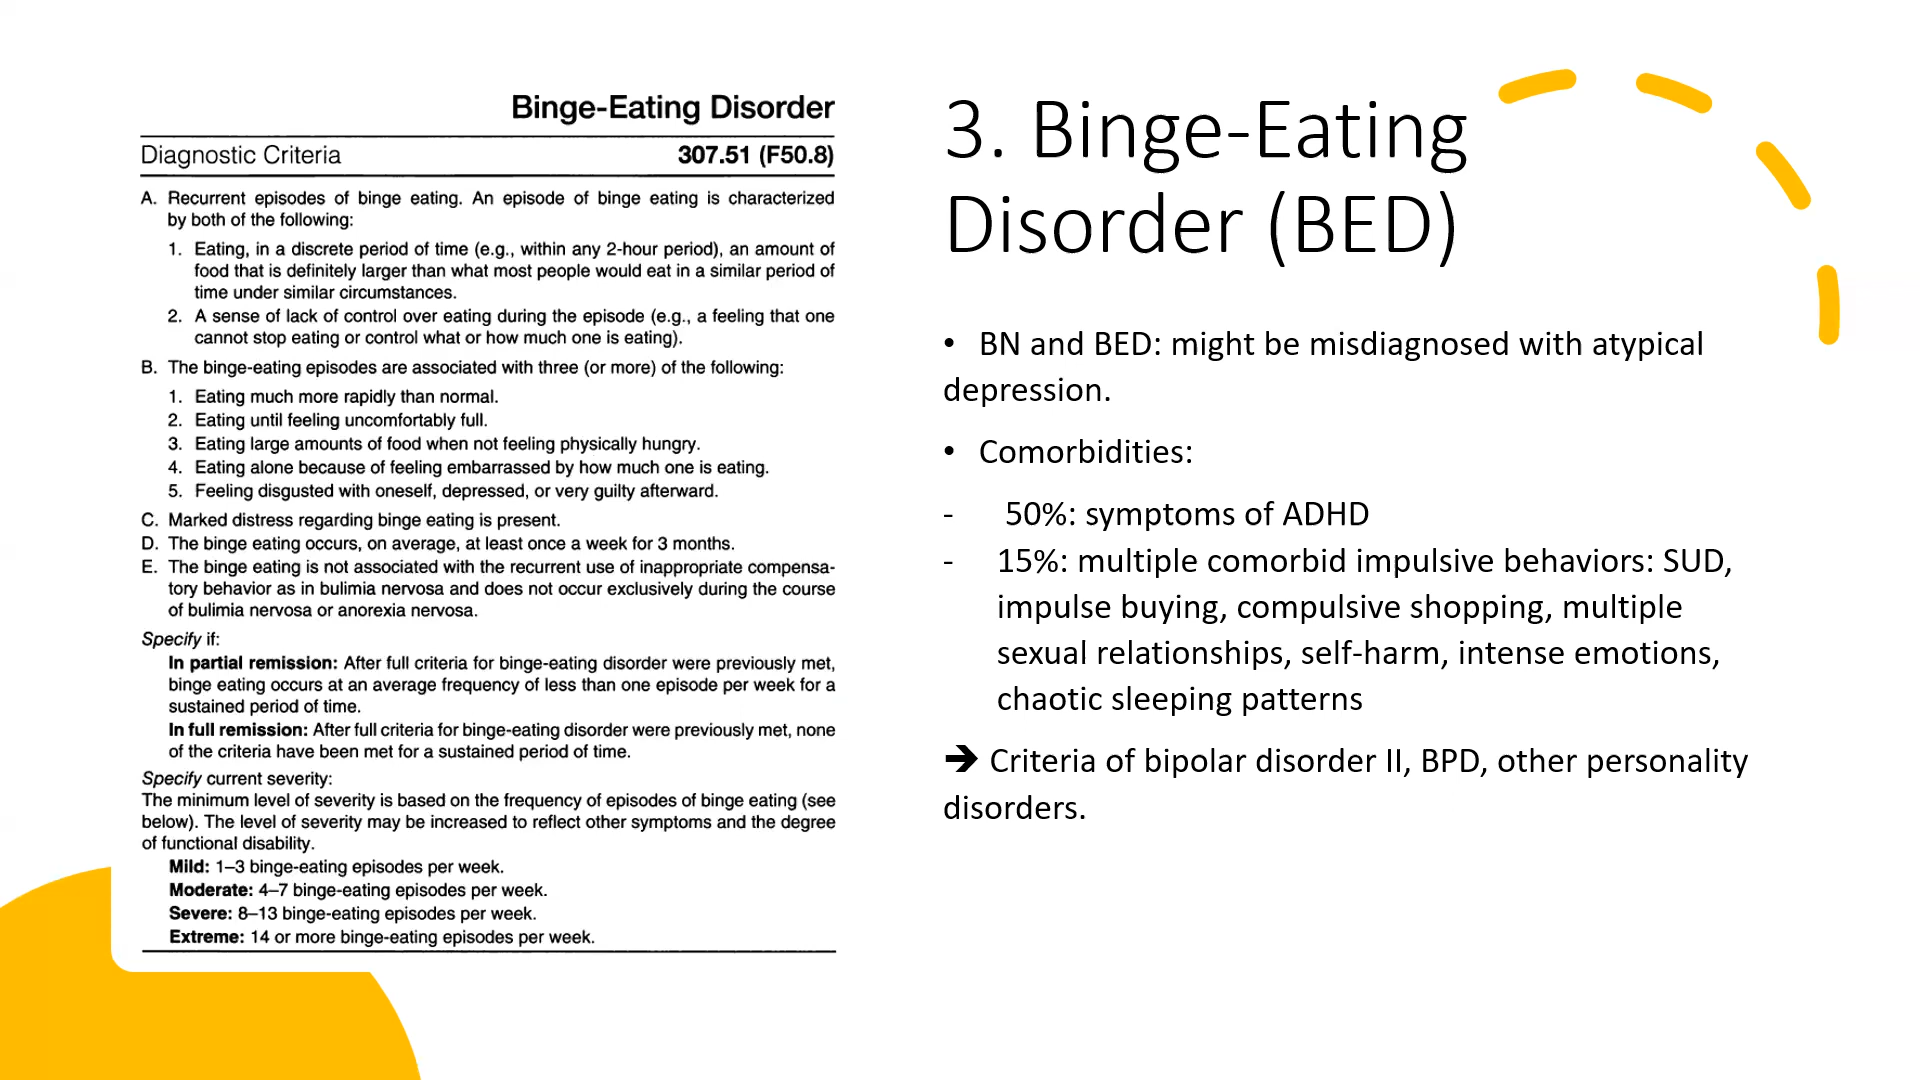 Binge-Eating Disorder
Diagnostic Criteria 307.51 (F50.8)
A. Recurrent episodes of binge eating. An episode of binge eating is characterized
by both of the following:
1. Eating, in a discrete period of time (e.g., within any 2-hour period), an amount of
food that is definitely larger than what most people would eat in a similar period of
time under similar circumstances.
2. A sense of lack of control over eating during the episode (e.g., a feeling that one
cannot stop eating or control what or how much one is eating).
B. The binge-eating episodes are associated with three (or more) of the following:
1. Eating much more rapidly than normal.
2. Eating until feeling uncomfortably full.
3. Eating large amounts of food when not feeling physically hungry.
4. Eating alone because of feeling embarrassed by how much one is eating.
5. Feeling disgusted with oneself, depressed, or very guilty afterward.
C. Marked distress regarding binge eating is present.
D. The binge eating occurs, on average, at least once a week for 3 months.
E. The binge eating is not associated with the recurrent use of inappropriate compensa-
tory behavior as in bulimia nervosa and does not occur exclusively during the course
of bulimia nervosa or anorexia nervosa.
Specify if:
In partial remission: After full criteria for binge-eating disorder were previously met,
binge eating occurs at an average frequency of less than one episode per week for a
sustained period of time.
In full remission: After full criteria for binge-eating disorder were previously met, none
of the criteria have been met for a sustained period of time.
Specify current severity:
The minimum level of severity is based on the frequency of episodes of binge eating (see
below). The level of severity may be increased to reflect other symptoms and the degree
of functional disability.
Mild: 1–3 binge-eating episodes per week.
Moderate: 4–7 binge-eating episodes per week.
Severe: 8–13 binge-eating episodes per week.
Extreme: 14 or more binge-eating episodes per week.
3. Binge-Eating
Disorder (BED)
• BN and BED: might be misdiagnosed with atypical
depression.
• Comorbidities:
- 50%: symptoms of ADHD
- 15%: multiple comorbid impulsive behaviors: SUD,
impulse buying, compulsive shopping, multiple
sexual relationships, self-harm, intense emotions,
chaotic sleeping patterns
➔ Criteria of bipolar disorder II, BPD, other personality
disorders.